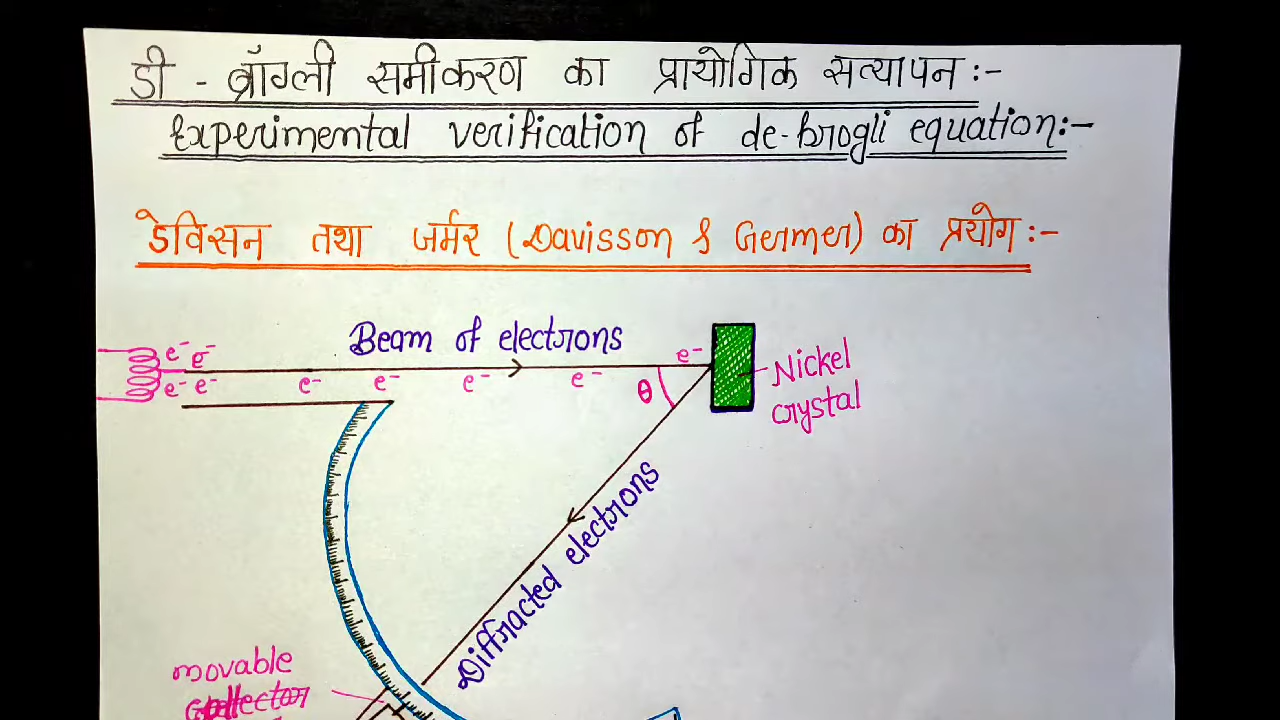 डी - ब्रॉग्ली समीकरण का प्रायोगिक सत्यापन :-
Experimental verification of de-brogli equation:-
डेविसन तथा जर्मर (Davisson & Germer) का प्रयोग :-
Beam of electrons
e⁻ e⁻
e⁻
e⁻ e⁻ e⁻ e⁻ e⁻ e⁻
θ
Nickel
crystal
Diffracted electrons
movable
collector